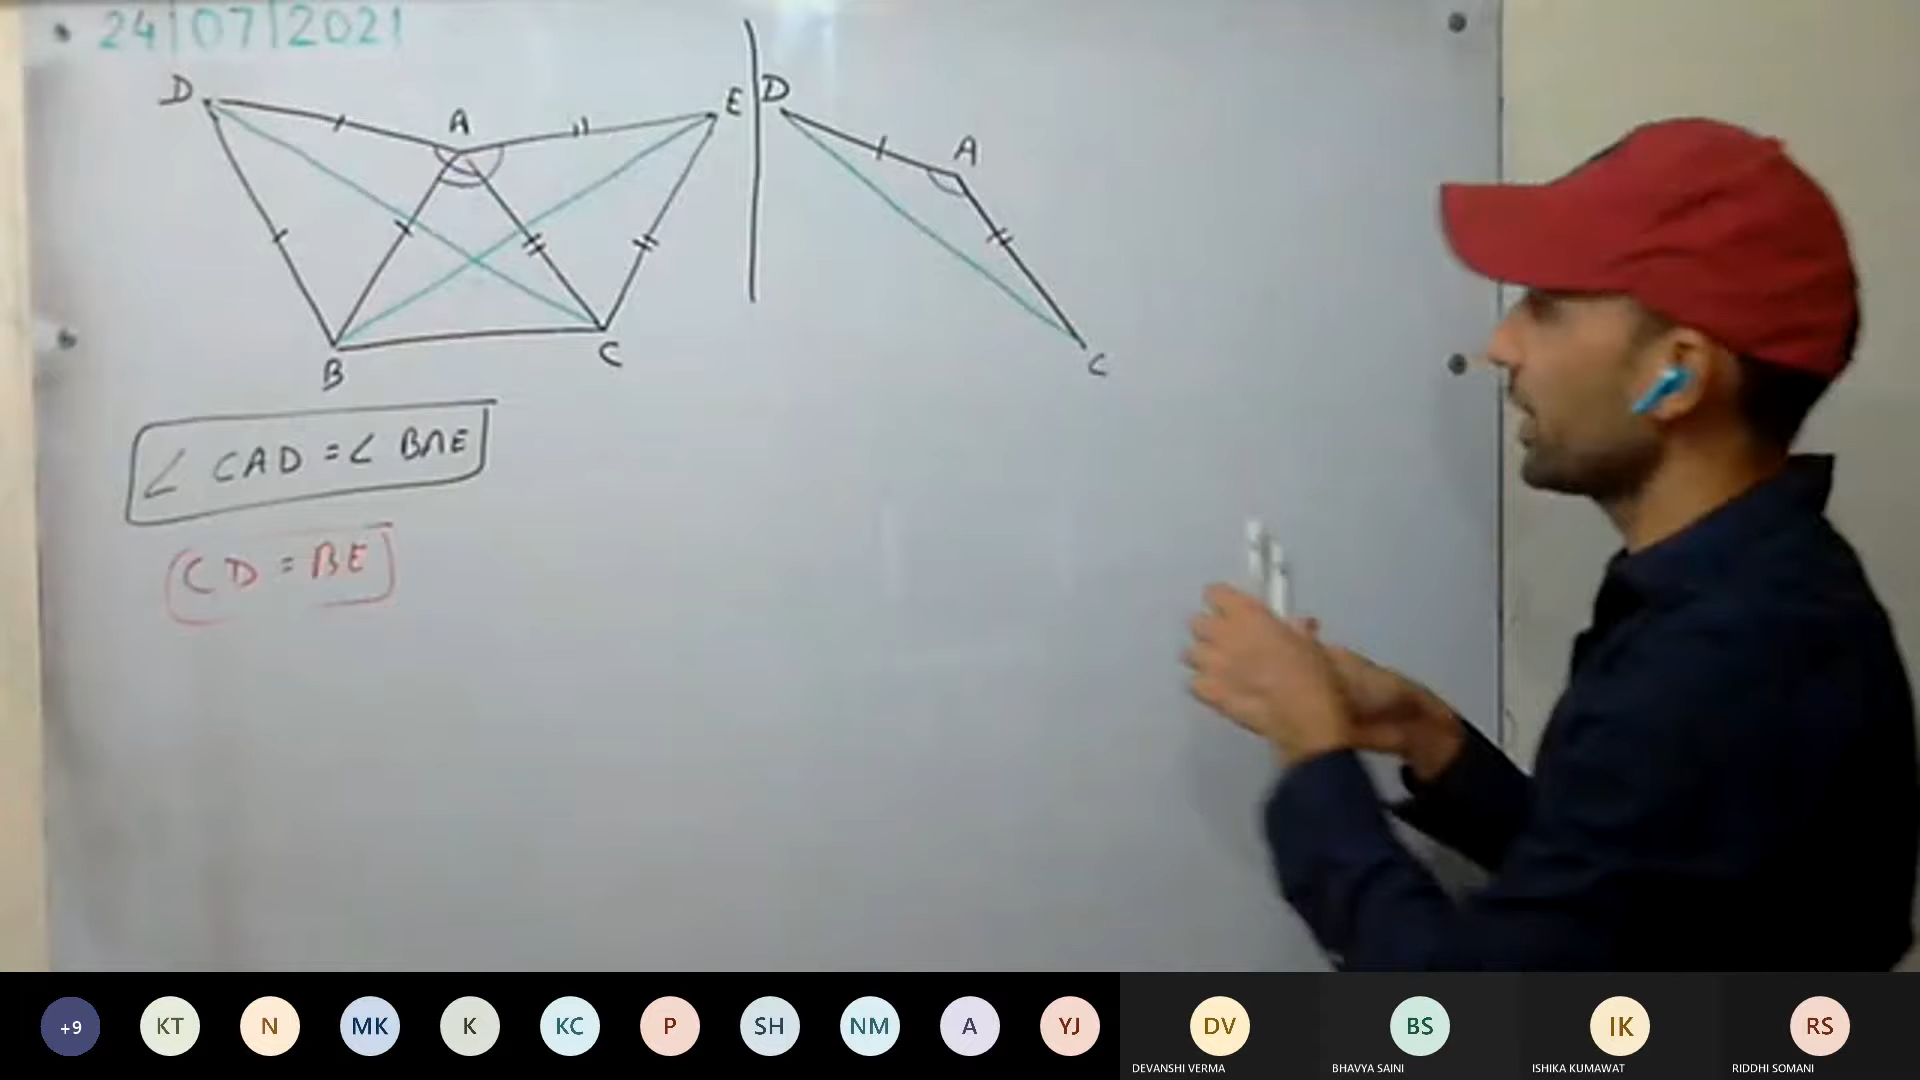 24|07|2021
D
A
E
D
A
B
C
C
∠ CAD = ∠ BAE
CD = BE
+9
KT
N
MK
K
KC
P
SH
NM
A
YJ
DV
BS
IK
RS
DEVANSHI VERMA
BHAVYA SAINI
ISHIKA KUMAWAT
RIDDHI SOMANI